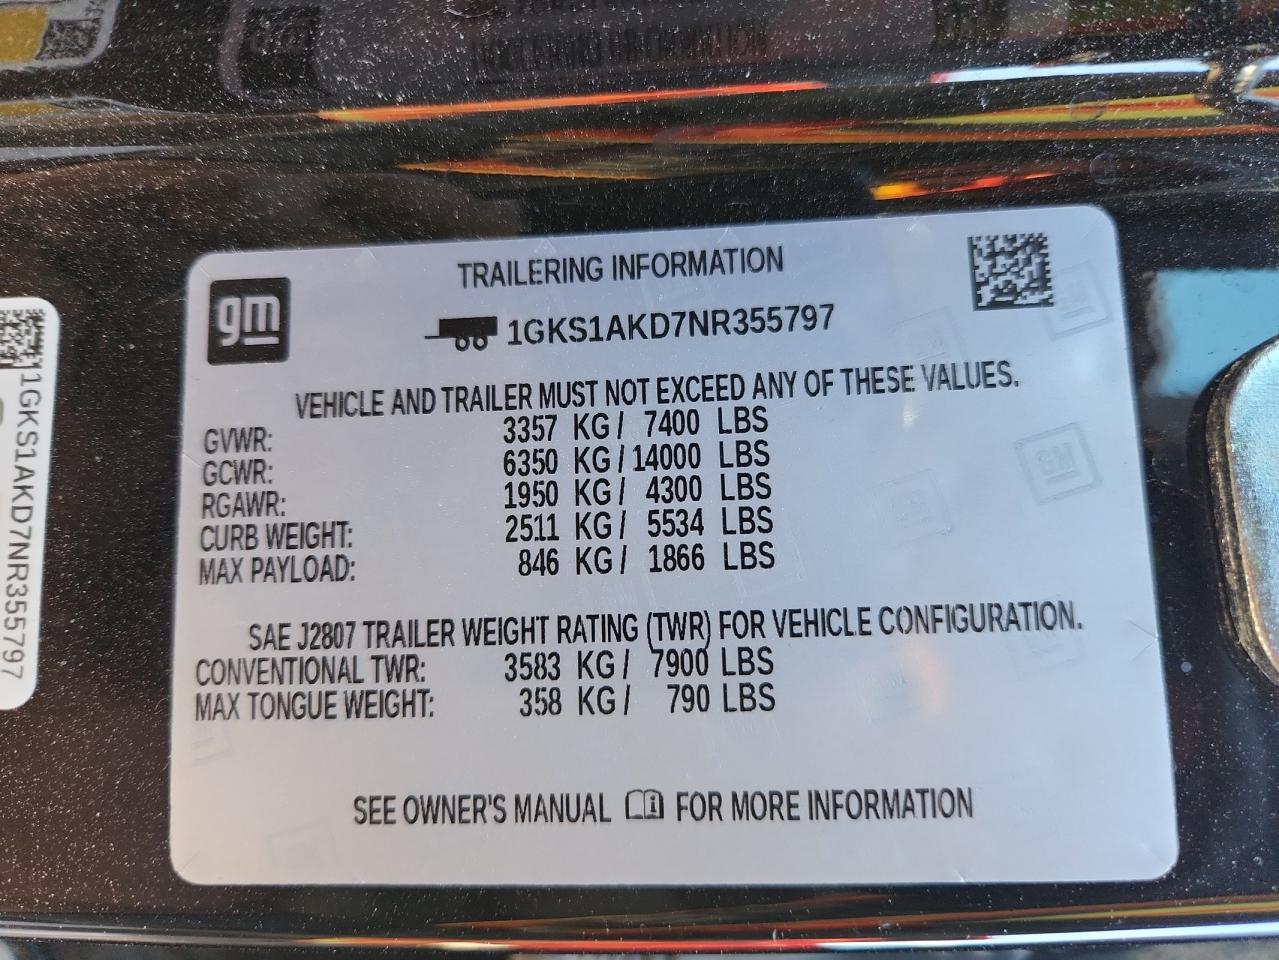 gm
TRAILERING INFORMATION
1GKS1AKD7NR355797
VEHICLE AND TRAILER MUST NOT EXCEED ANY OF THESE VALUES.
GVWR: 3357 KG / 7400 LBS
GCWR: 6350 KG / 14000 LBS
RGAWR: 1950 KG / 4300 LBS
CURB WEIGHT: 2511 KG / 5534 LBS
MAX PAYLOAD: 846 KG / 1866 LBS
SAE J2807 TRAILER WEIGHT RATING (TWR) FOR VEHICLE CONFIGURATION.
CONVENTIONAL TWR: 3583 KG / 7900 LBS
MAX TONGUE WEIGHT: 358 KG / 790 LBS
SEE OWNER'S MANUAL FOR MORE INFORMATION
1GKS1AKD7NR355797
GM